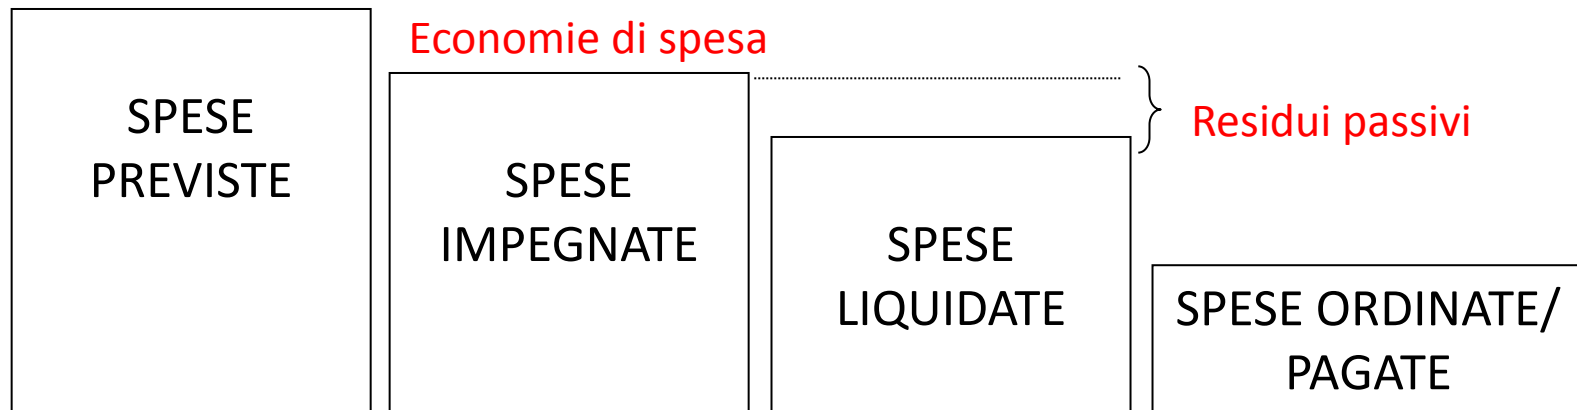 SPESE
PREVISTE
Economie di spesa
SPESE
IMPEGNATE
SPESE
LIQUIDATE
Residui passivi
SPESE ORDINATE/
PAGATE